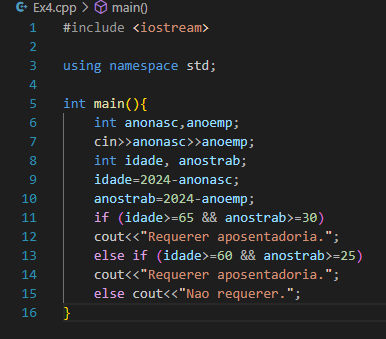 Ex4.cpp > main()
1 #include <iostream>
2
3 using namespace std;
4
5 int main(){
6 int anonasc,anoemp;
7 cin>>anonasc>>anoemp;
8 int idade, anostrab;
9 idade=2024-anonasc;
10 anostrab=2024-anoemp;
11 if (idade>=65 && anostrab>=30)
12 cout<<"Requerer aposentadoria.";
13 else if (idade>=60 && anostrab>=25)
14 cout<<"Requerer aposentadoria.";
15 else cout<<"Nao requerer.";
16 }